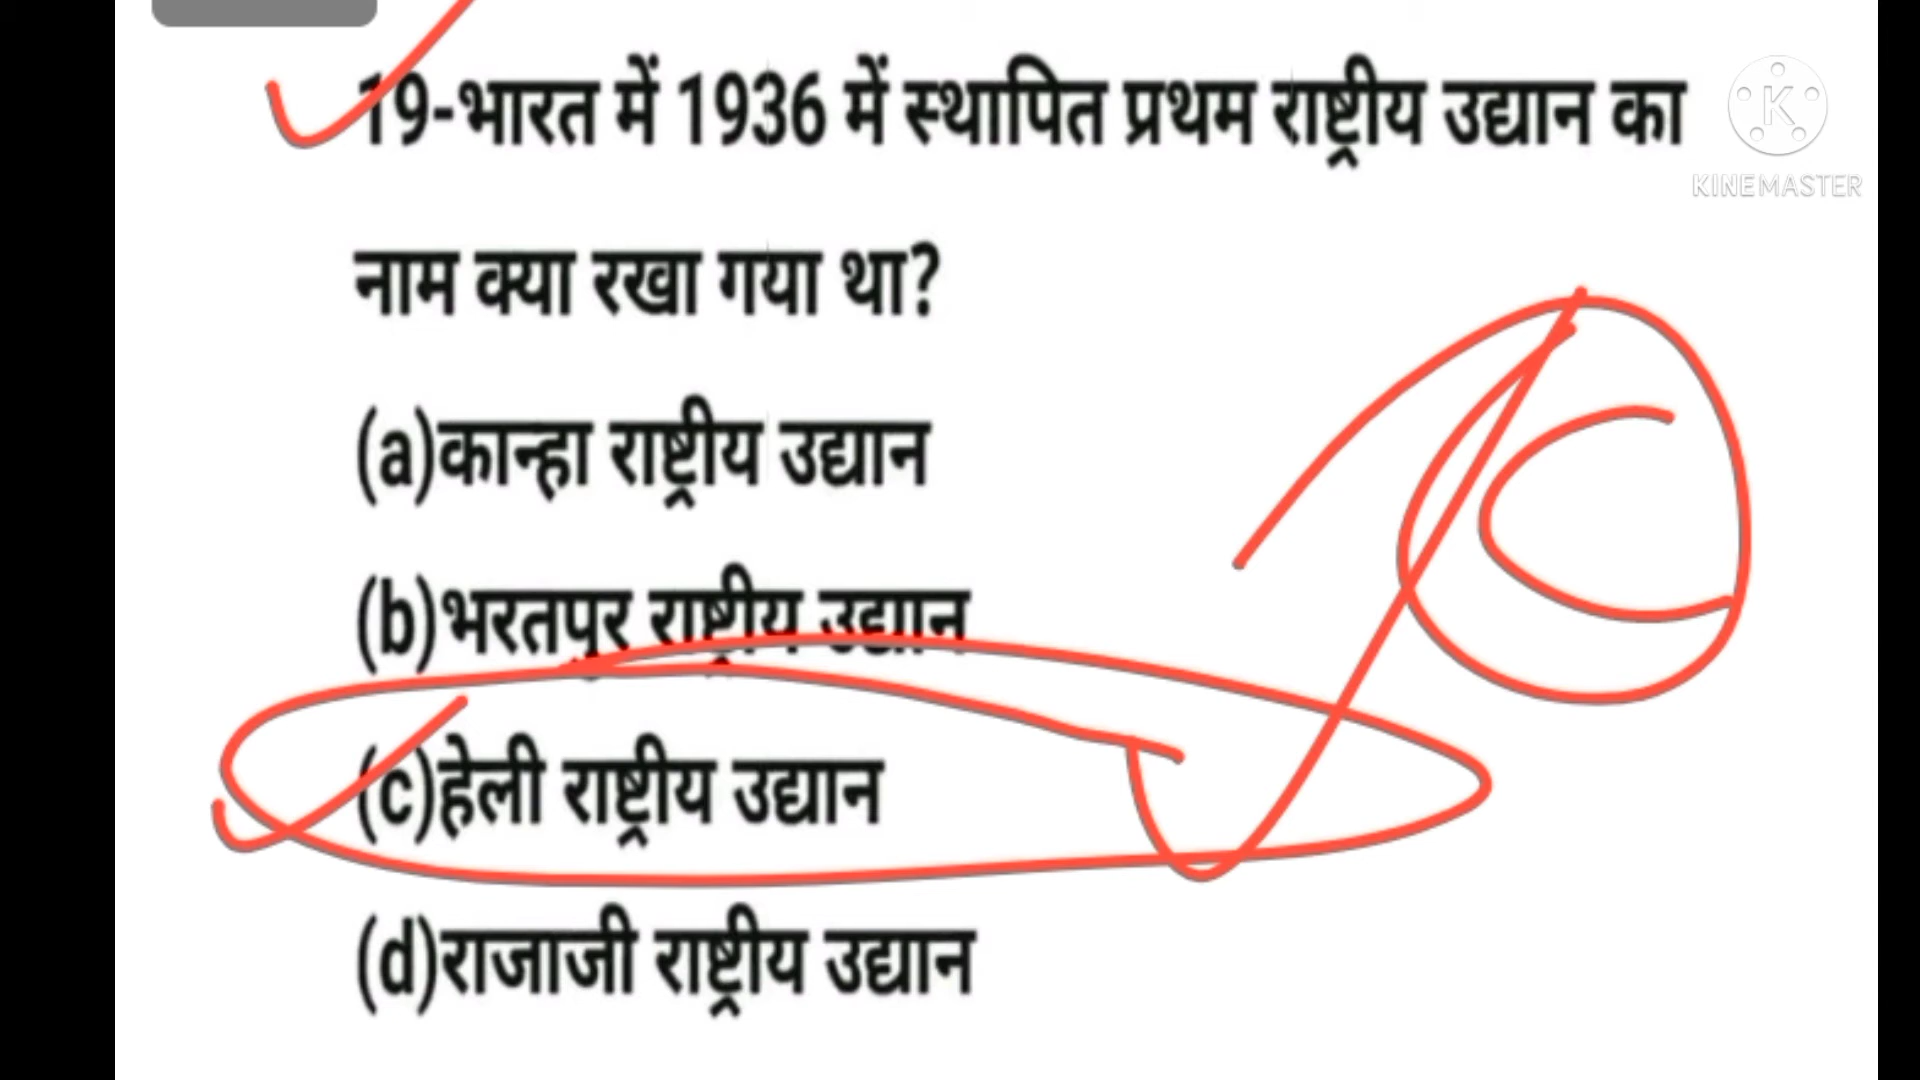 19-भारत में 1936 में स्थापित प्रथम राष्ट्रीय उद्यान का
नाम क्या रखा गया था?
(a)कान्हा राष्ट्रीय उद्यान
(b)भरतपुर राष्ट्रीय उद्यान
(c)हेली राष्ट्रीय उद्यान
(d)राजाजी राष्ट्रीय उद्यान
K
KINEMASTER